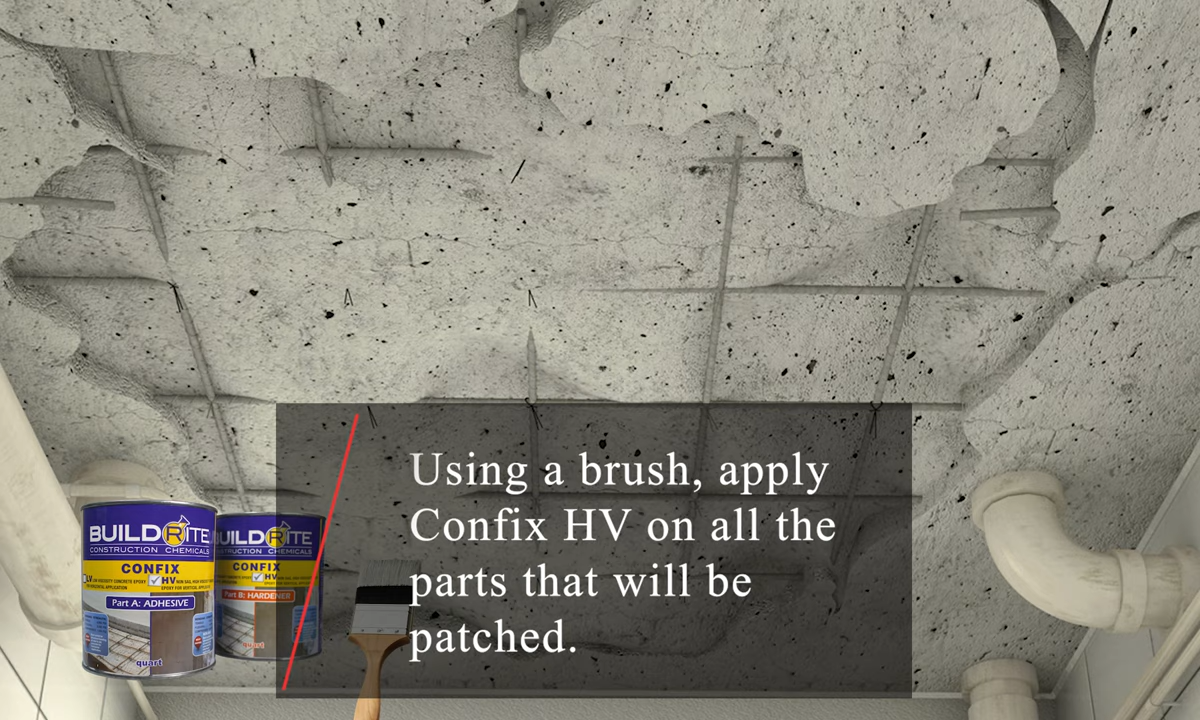 Using a brush, apply
Confix HV on all the
parts that will be
patched.
BUILDRITE
CONSTRUCTION CHEMICALS
CONFIX
LV
HV
Part A: ADHESIVE
quart
BUILDRITE
CONSTRUCTION CHEMICALS
CONFIX
HV
Part B: HARDENER
quart